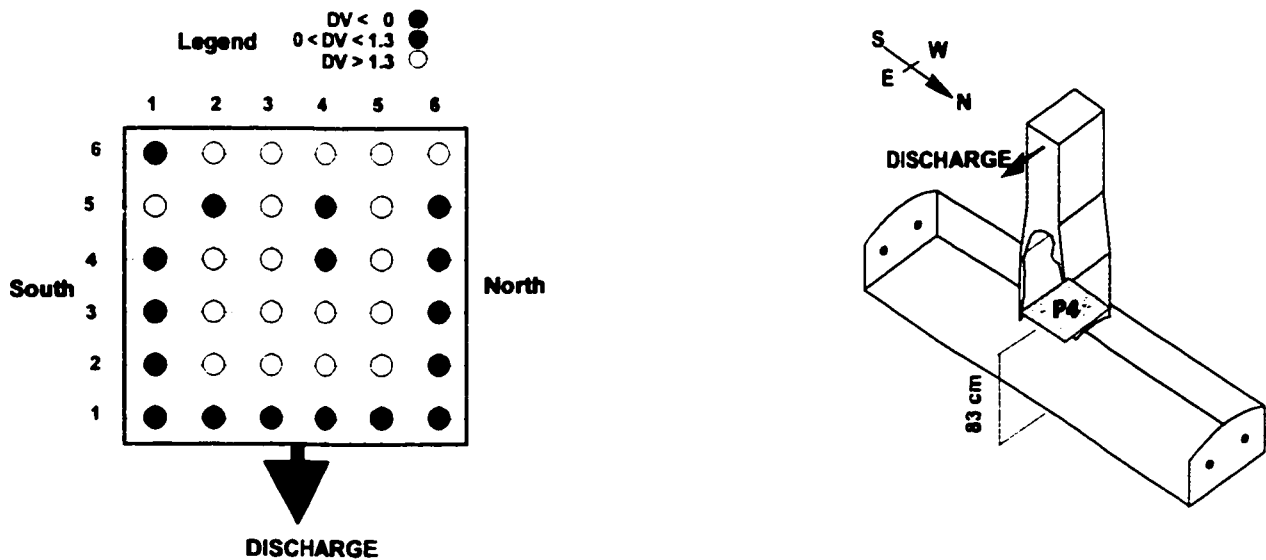 Legend
DV < 0
0 < DV < 1.3
DV > 1.3
1 2 3 4 5 6
6
5
4
3
2
1
South
North
DISCHARGE
S
W
E
N
DISCHARGE
P4
83 cm